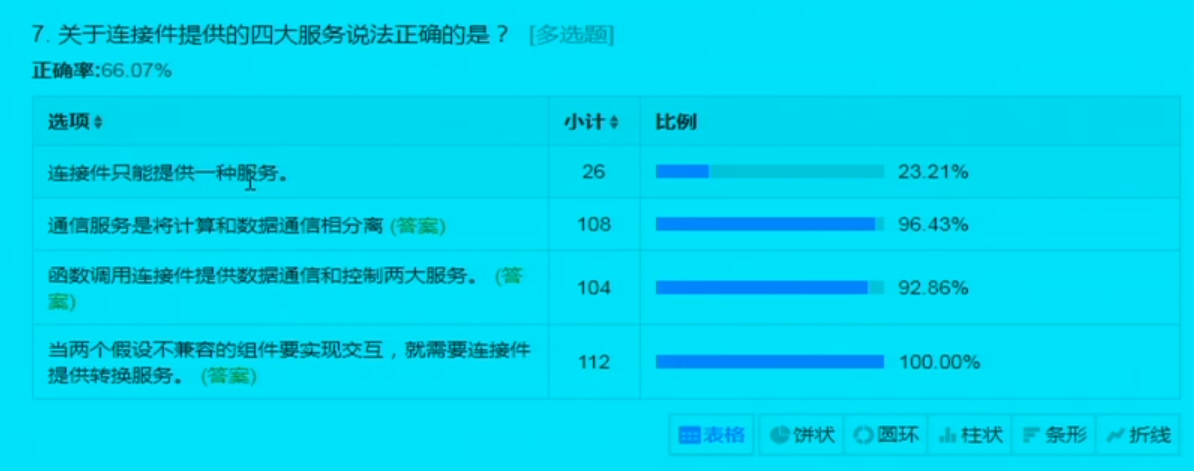 7. 关于连接件提供的四大服务说法正确的是？ [多选题]
正确率:66.07%
选项 小计 比例
连接件只能提供一种服务。 26 23.21%
通信服务是将计算和数据通信相分离 (答案) 108 96.43%
函数调用连接件提供数据通信和控制两大服务。 (答
案) 104 92.86%
当两个假设不兼容的组件要实现交互，就需要连接件
提供转换服务。 (答案) 112 100.00%
表格 饼状 圆环 柱状 条形 折线